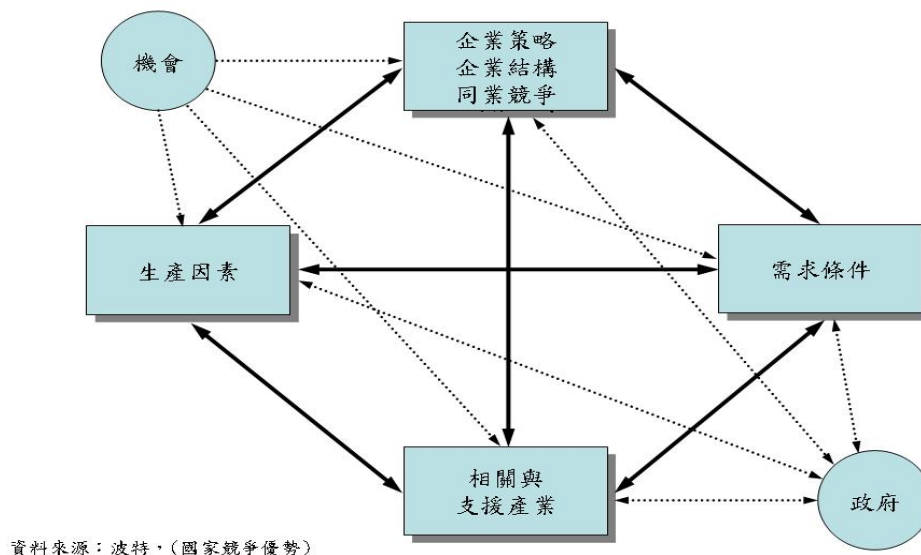 機會
企業策略
企業結構
同業競爭
生產因素
需求條件
相關與
支援產業
政府
資料來源：波特，(國家競爭優勢)